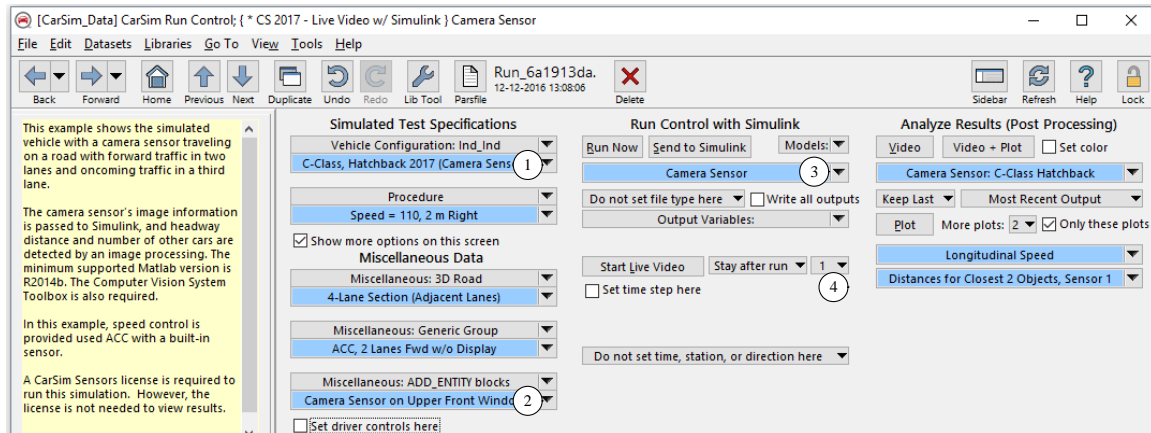 [CarSim_Data] CarSim Run Control; { * CS 2017 - Live Video w/ Simulink } Camera Sensor
File Edit Datasets Libraries Go To View Tools Help
Run_6a1913da.
12-12-2016 13:08:06
Back Forward Home Previous Next Duplicate Undo Redo Lib Tool Parsfile Delete Sidebar Refresh Help Lock
This example shows the simulated
vehicle with a camera sensor traveling
on a road with forward traffic in two
lanes and oncoming traffic in a third
lane.
The camera sensor's image information
is passed to Simulink, and headway
distance and number of other cars are
detected by an image processing. The
minimum supported Matlab version is
R2014b. The Computer Vision System
Toolbox is also required.
In this example, speed control is
provided used ACC with a built-in
sensor.
A CarSim Sensors license is required to
run this simulation. However, the
license is not needed to view results.
Simulated Test Specifications
Vehicle Configuration: Ind_Ind
C-Class, Hatchback 2017 (Camera Sens
1
Procedure
Speed = 110, 2 m Right
Show more options on this screen
Miscellaneous Data
Miscellaneous: 3D Road
4-Lane Section (Adjacent Lanes)
Miscellaneous: Generic Group
ACC, 2 Lanes Fwd w/o Display
Miscellaneous: ADD_ENTITY blocks
Camera Sensor on Upper Front Windo
2
Set driver controls here
Run Control with Simulink
Run Now Send to Simulink Models:
Camera Sensor
3
Do not set file type here Write all outputs
Output Variables:
Start Live Video Stay after run 1
Set time step here
4
Do not set time, station, or direction here
Analyze Results (Post Processing)
Video Video + Plot Set color
Camera Sensor: C-Class Hatchback
Keep Last Most Recent Output
Plot More plots: 2 Only these plots
Longitudinal Speed
Distances for Closest 2 Objects, Sensor 1